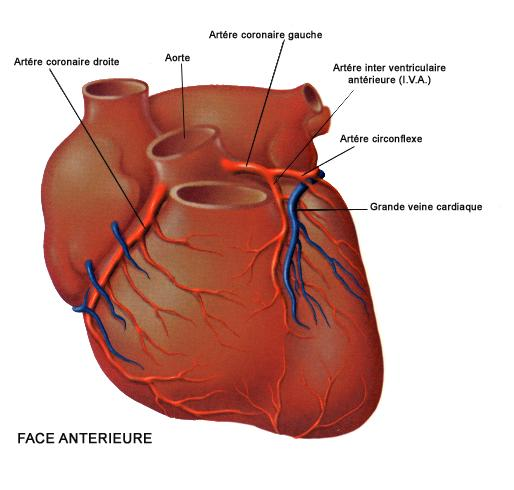 Artére coronaire gauche
Artére coronaire droite
Aorte
Artére inter ventriculaire
antérieure (I.V.A.)
Artére circonflexe
Grande veine cardiaque
FACE ANTERIEURE